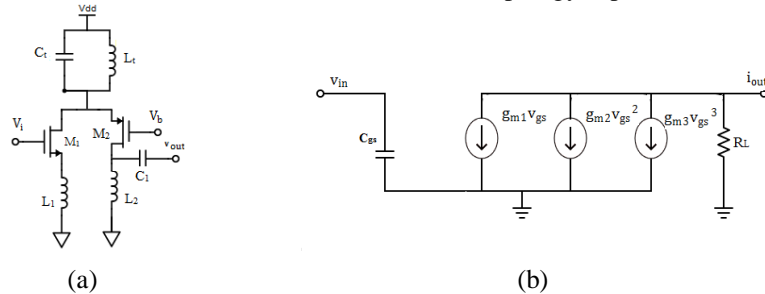 Vdd
Ct
Lt
Vi
M1
M2
Vb
vout
C1
L1
L2
(a)
vin
Cgs
gm1vgs
gm2vgs2
gm3vgs3
iout
RL
(b)